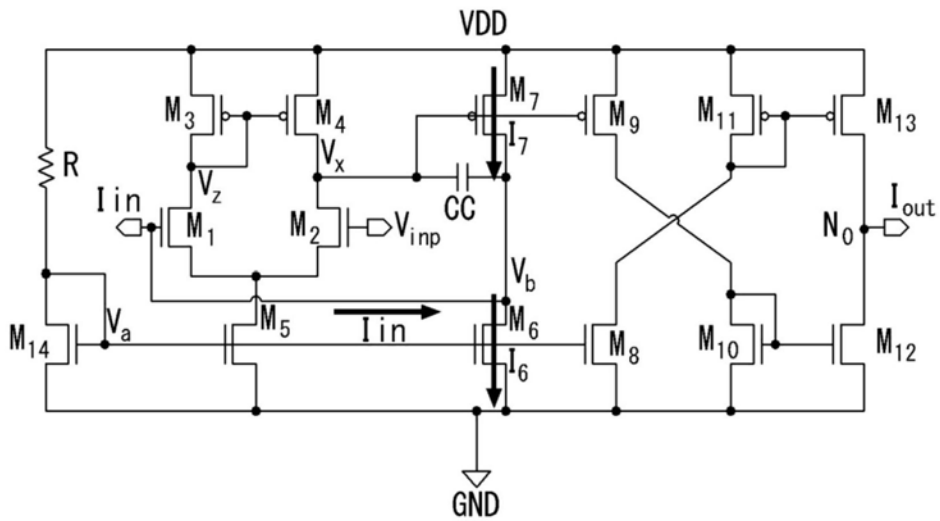 VDD
M3
M4
M7
M9
M11
M13
I7
R
Vx
Vz
CC
Iin
M1
M2
Vinp
N0
Iout
Vb
M14
Va
M5
Iin
M6
I6
M8
M10
M12
GND